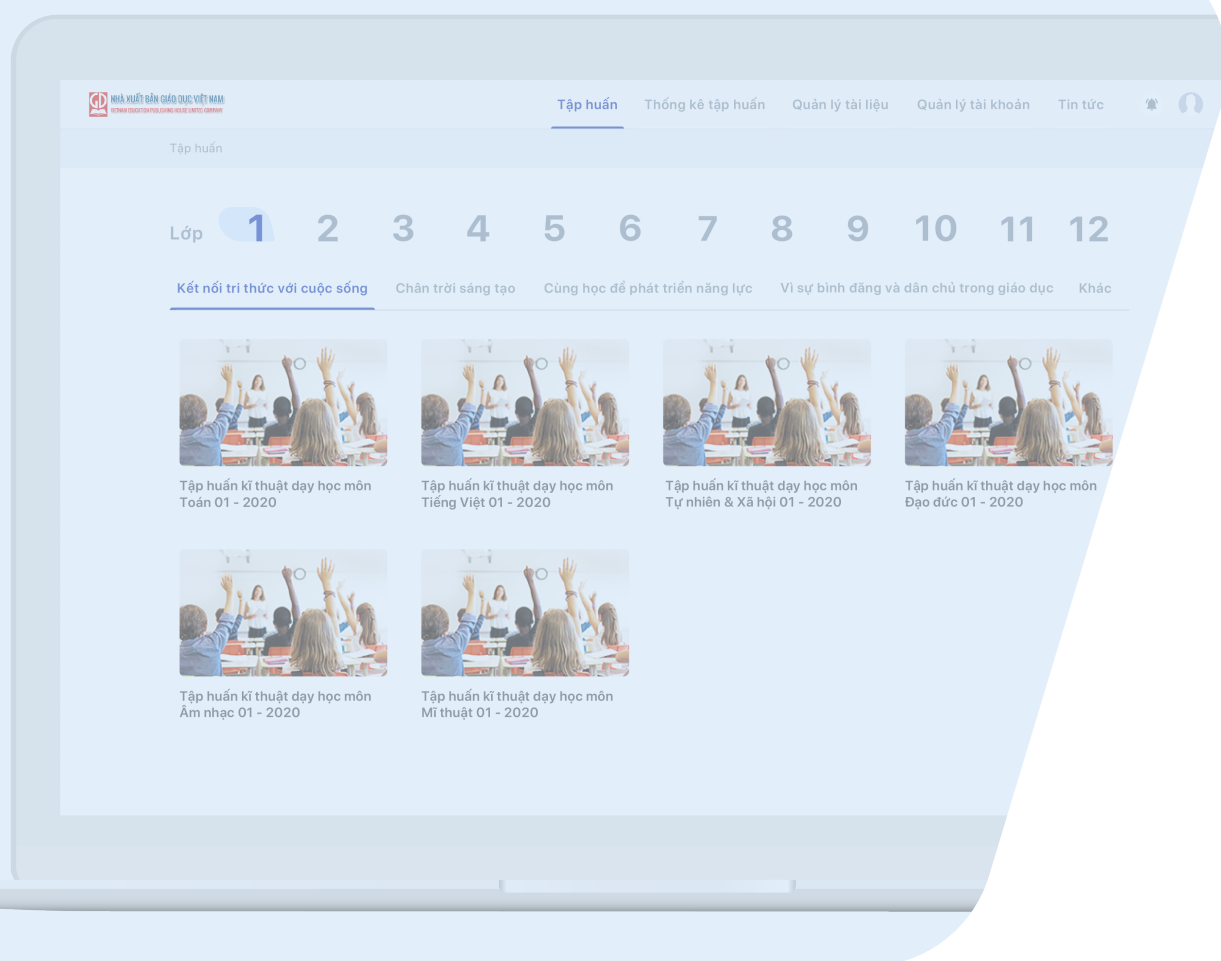 NHÀ XUẤT BẢN GIÁO DỤC VIỆT NAM
VIETNAM EDUCATION PUBLISHING HOUSE LIMITED COMPANY
Tập huấn Thống kê tập huấn Quản lý tài liệu Quản lý tài khoản Tin tức
Tập huấn
Lớp 1 2 3 4 5 6 7 8 9 10 11 12
Kết nối tri thức với cuộc sống Chân trời sáng tạo Cùng học để phát triển năng lực Vì sự bình đẳng và dân chủ trong giáo dục Khác
Tập huấn kĩ thuật dạy học môn
Toán 01 - 2020
Tập huấn kĩ thuật dạy học môn
Tiếng Việt 01 - 2020
Tập huấn kĩ thuật dạy học môn
Tự nhiên & Xã hội 01 - 2020
Tập huấn kĩ thuật dạy học môn
Đạo đức 01 - 2020
Tập huấn kĩ thuật dạy học môn
Âm nhạc 01 - 2020
Tập huấn kĩ thuật dạy học môn
Mĩ thuật 01 - 2020